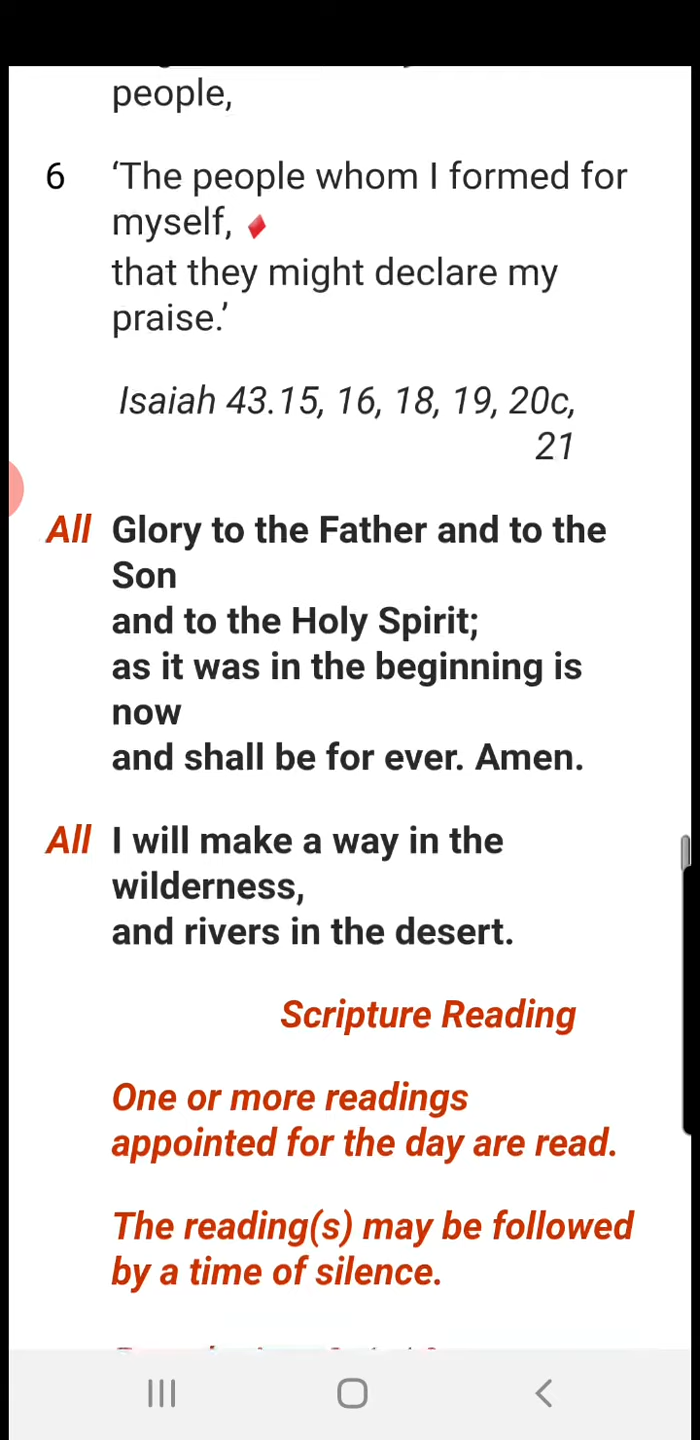 people,
6 ‘The people whom I formed for
myself, ♦
that they might declare my
praise.’
Isaiah 43.15, 16, 18, 19, 20c,
21
All Glory to the Father and to the
Son
and to the Holy Spirit;
as it was in the beginning is
now
and shall be for ever. Amen.
All I will make a way in the
wilderness,
and rivers in the desert.
Scripture Reading
One or more readings
appointed for the day are read.
The reading(s) may be followed
by a time of silence.